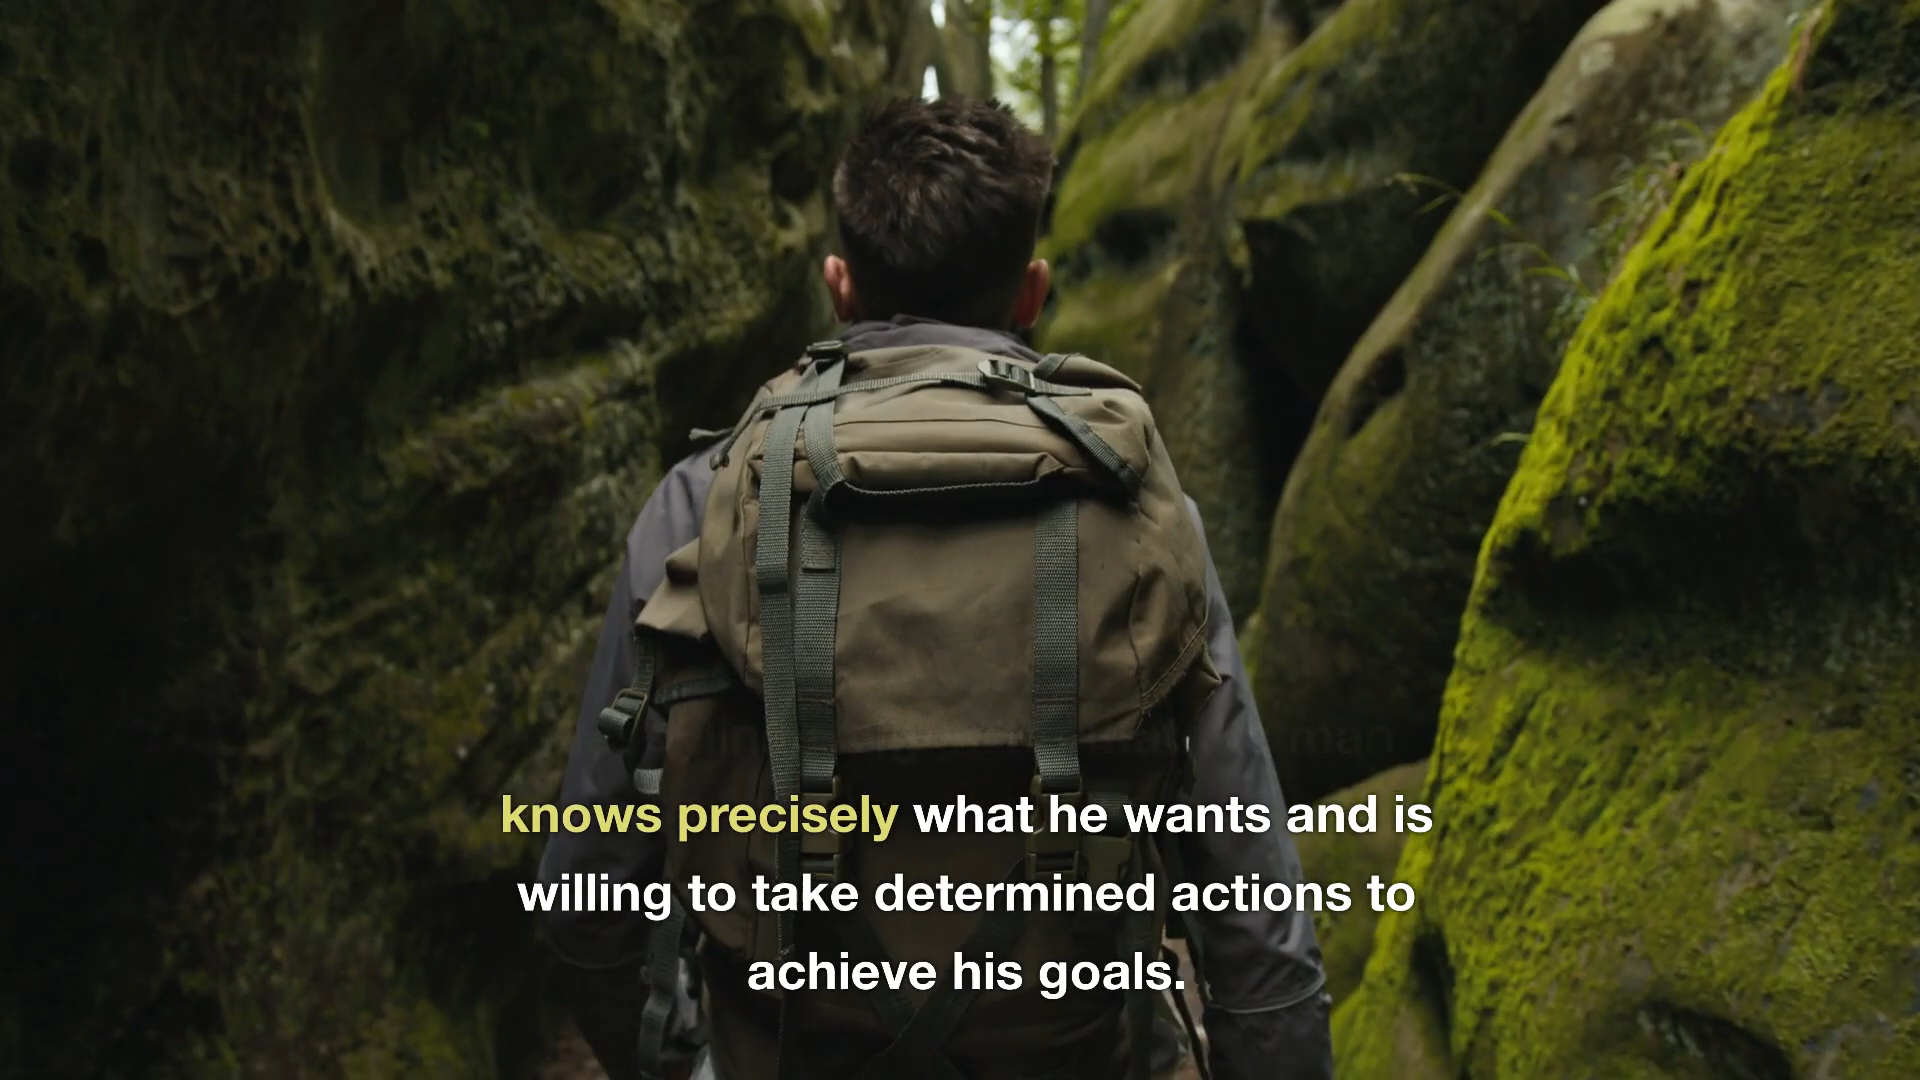 knows precisely what he wants and is
willing to take determined actions to
achieve his goals.